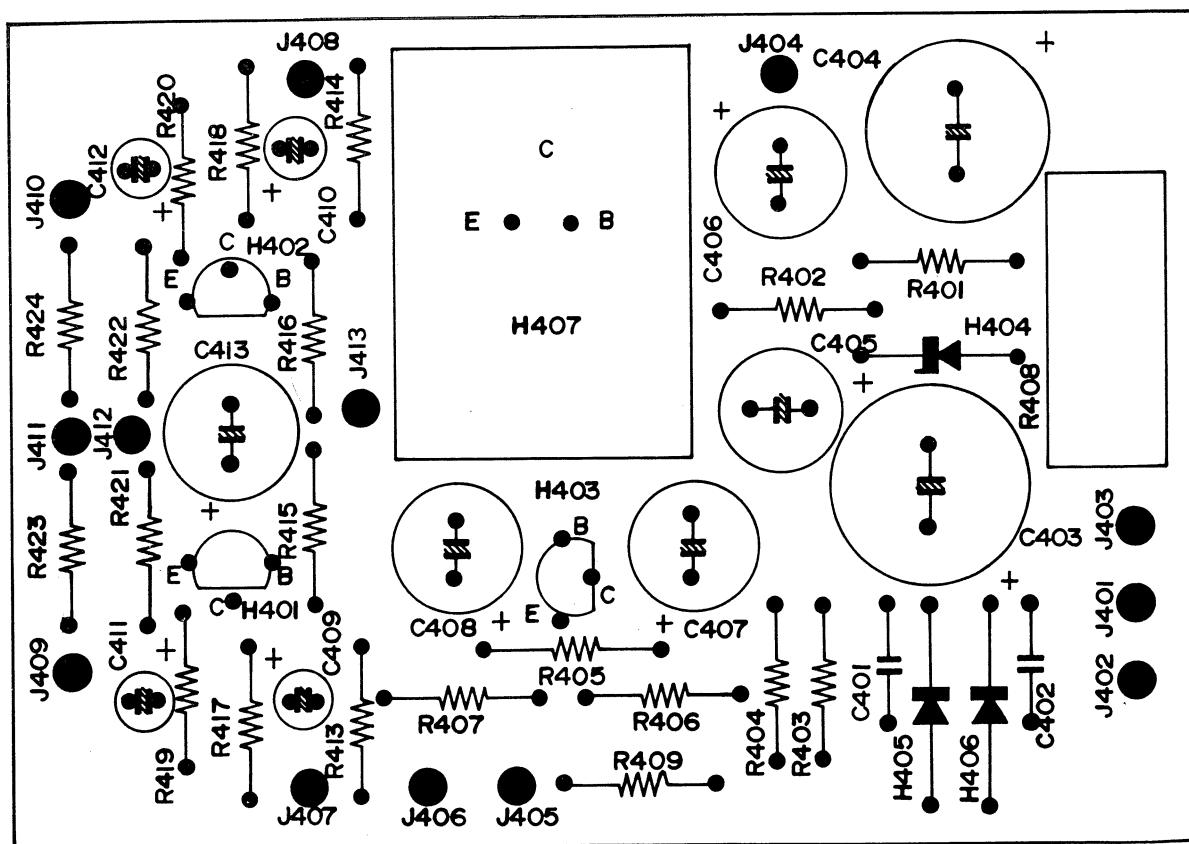 J408
J404
C404
+
R420
R414
+
C412
R418
C
+
+
C410
J410
E
B
C
H402
E
B
C406
R402
R401
R424
R422
R416
J413
H407
C405
H404
C413
+
R408
J411
J412
R421
H403
+
R423
R415
B
J403
E
B
C403
C
H401
C
E
+
C411
+
+
C409
C408
+
+
C407
J401
J409
R405
C401
J402
R417
R407
R406
R404
R403
C402
R419
R413
R409
H405
H406
J407
J406
J405